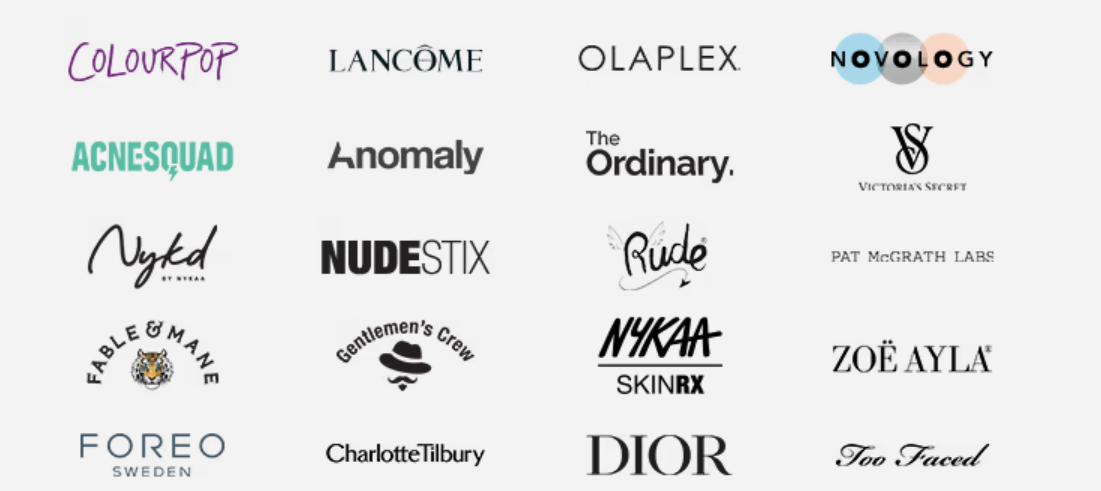 COLOURPOP
LANCÔME
OLAPLEX.
NOVOLOGY
ACNESQUAD
Anomaly
The
Ordinary.
VS
VICTORIA'S SECRET
Nykd
BY NYKAA
NUDESTIX
Rude®
PAT McGRATH LABS
FABLE & MANE
Gentlemen's Crew
NYKAA
SKINRX
ZOË AYLA®
FOREO
SWEDEN
CharlotteTilbury
DIOR
Too Faced